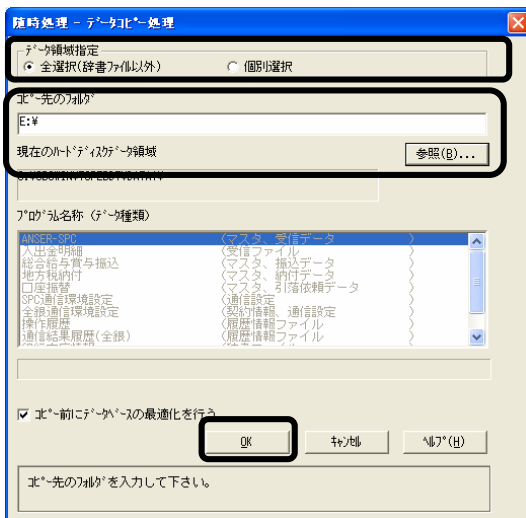 随時処理 - ﾃﾞｰﾀｺﾋﾟｰ処理
ﾃﾞｰﾀ領域指定
全選択(辞書ﾌｧｲﾙ以外) 個別選択
ｺﾋﾟｰ先のﾌｫﾙﾀﾞ
E:¥
現在のﾊｰﾄﾞﾃﾞｨｽｸﾃﾞｰﾀ領域 参照(B)...
ﾌﾟﾛｸﾞﾗﾑ名称 (ﾃﾞｰﾀ種類)
ANSER-SPC (マスタ、受信データ )
入出金明細 (受信ファイル )
総合給与賞与振込 (マスタ、振込データ )
地方税納付 (マスタ、納付データ )
口座振替 (マスタ、引落依頼データ )
SPC通信環境設定 (通信設定 )
全銀通信環境設定 (契約情報、通信設定 )
操作履歴 (履歴情報ファイル )
通信結果履歴(全銀) (履歴情報ファイル )
ｺﾋﾟｰ前にﾃﾞｰﾀﾍﾞｰｽの最適化を行う
OK ｷｬﾝｾﾙ ﾍﾙﾌﾟ(H)
ｺﾋﾟｰ先のﾌｫﾙﾀﾞを入力して下さい。